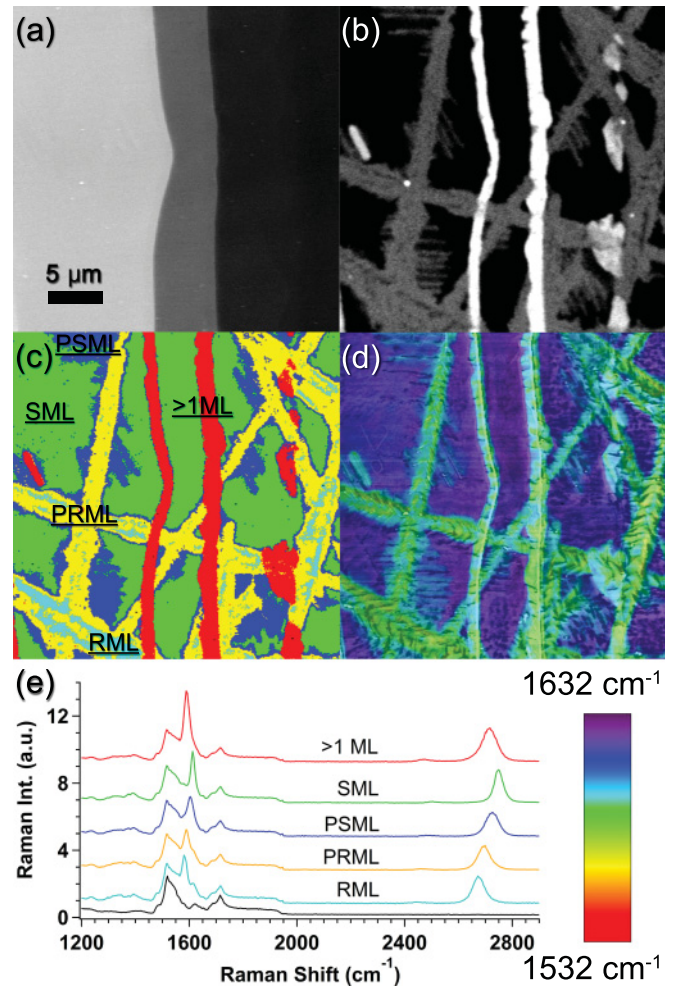 (a)
(b)
5 µm
(c)
PSML
(d)
SML
>1ML
PRML
RML
(e)
1632 cm-1
12
>1 ML
8
SML
PSML
4
PRML
RML
0
Raman Int. (a.u.)
1200
1600
2000
2400
2800
1532 cm-1
Raman Shift (cm-1)